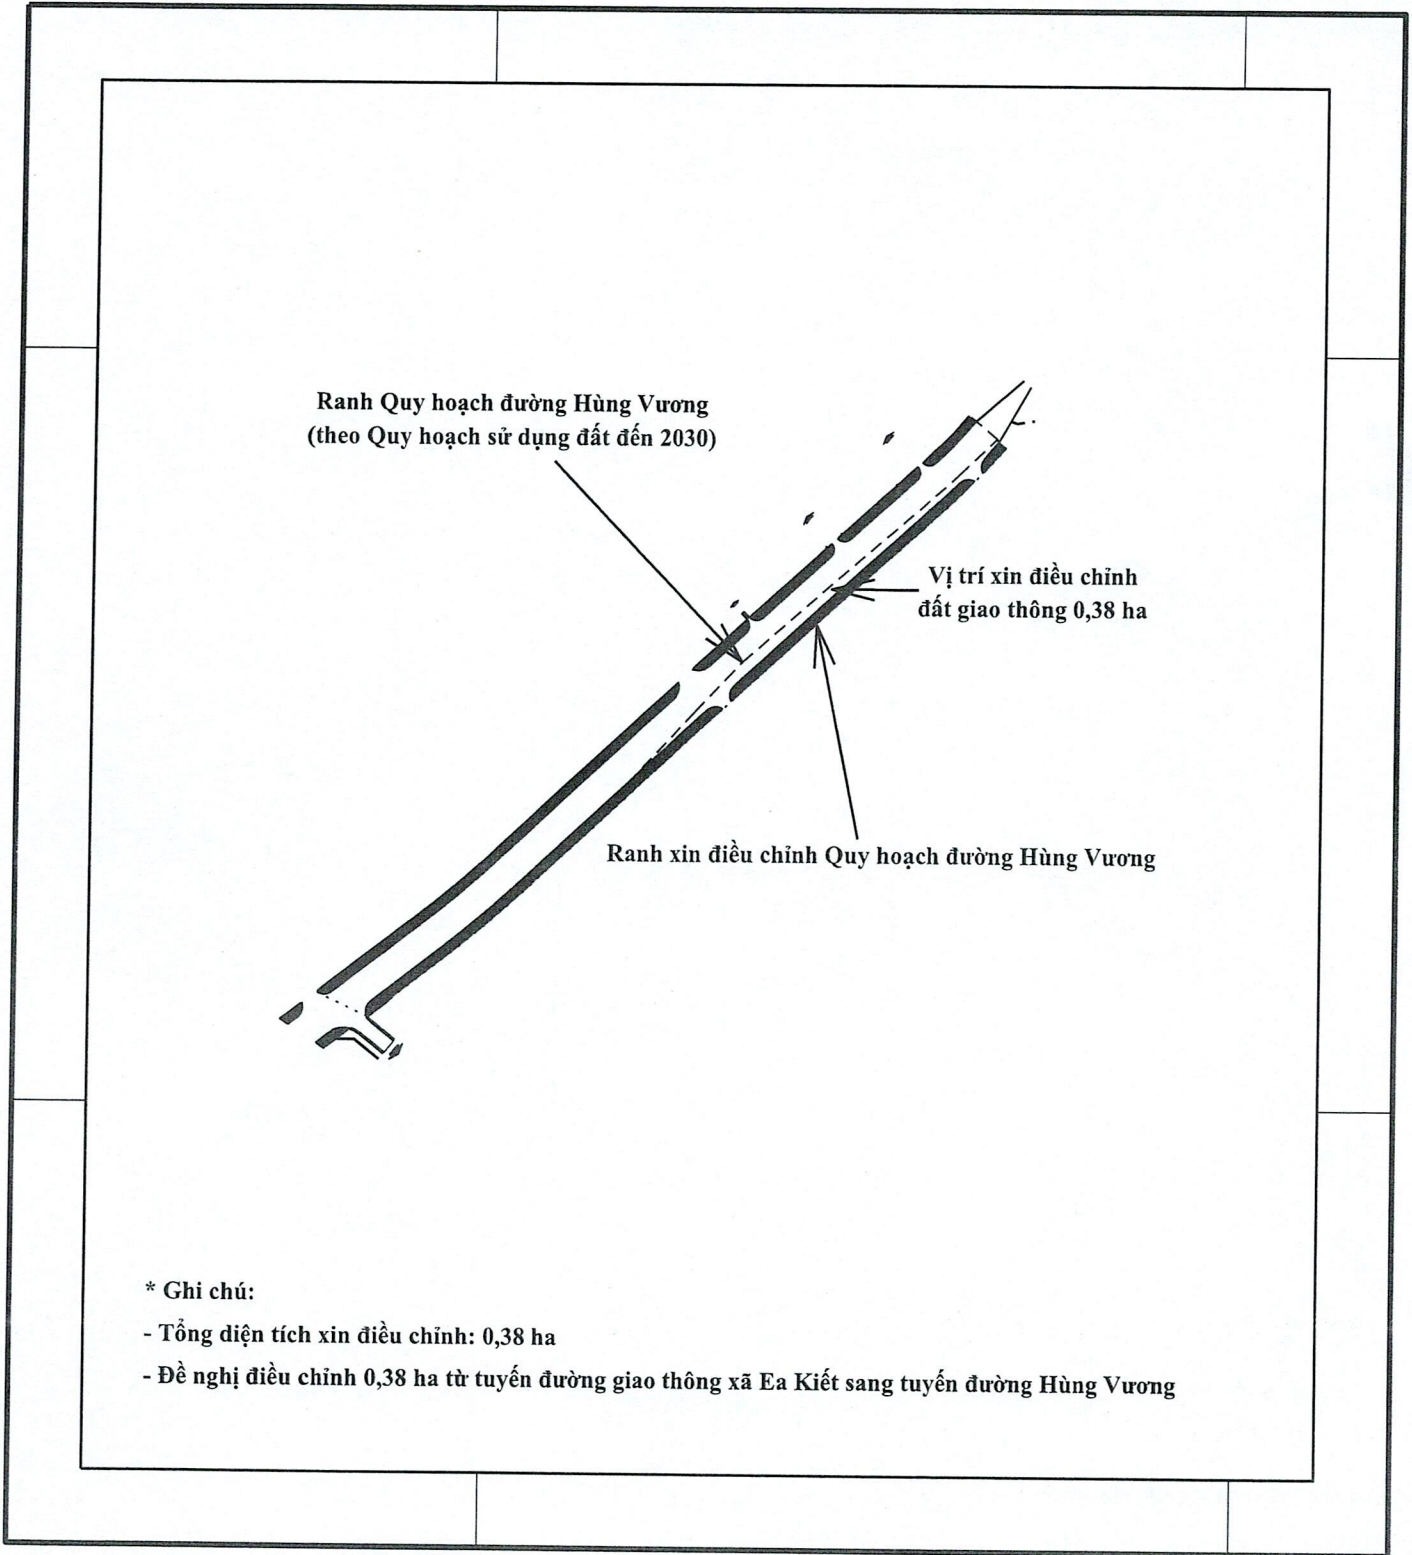 Ranh Quy hoạch đường Hùng Vương
(theo Quy hoạch sử dụng đất đến 2030)
Vị trí xin điều chỉnh
đất giao thông 0,38 ha
Ranh xin điều chỉnh Quy hoạch đường Hùng Vương
* Ghi chú:
- Tổng diện tích xin điều chỉnh: 0,38 ha
- Đề nghị điều chỉnh 0,38 ha từ tuyến đường giao thông xã Ea Kiết sang tuyến đường Hùng Vương